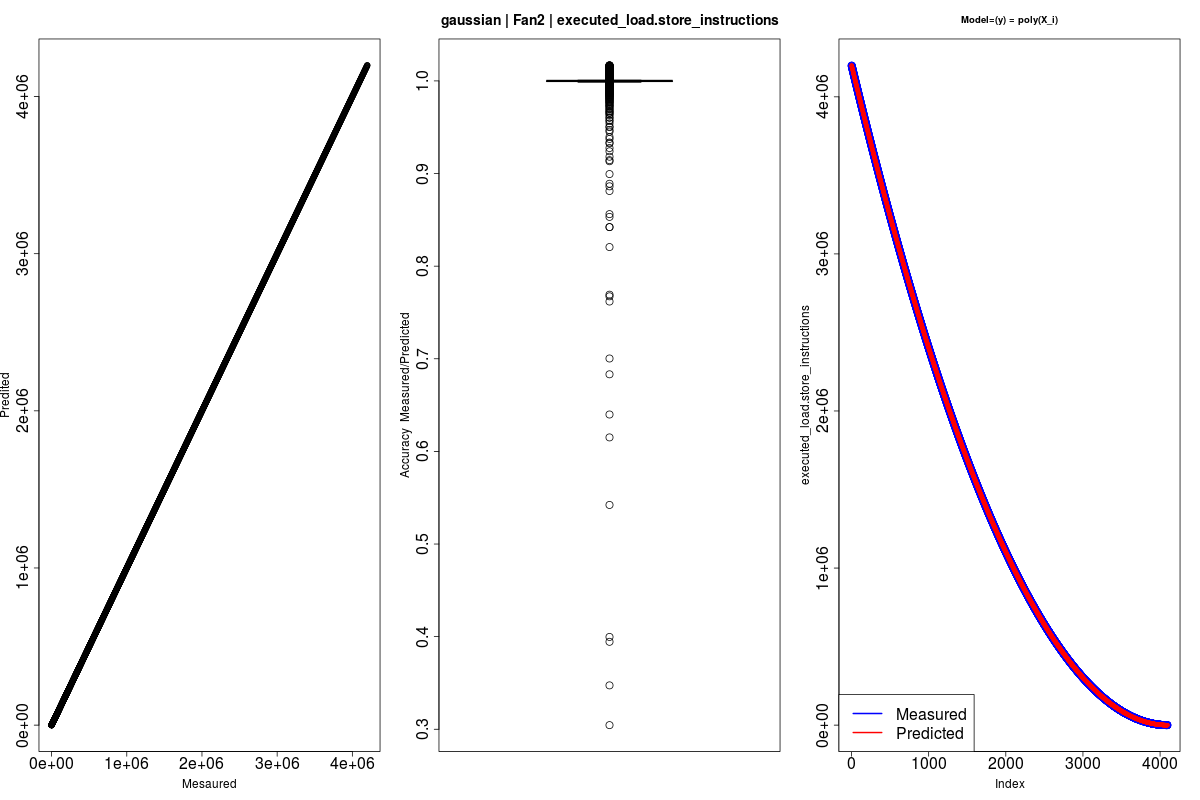 gaussian | Fan2 | executed_load.store_instructions
Model=(y) = poly(X_i)
Predited
0e+00 1e+06 2e+06 3e+06 4e+06
0e+00 1e+06 2e+06 3e+06 4e+06
Mesaured
Accuracy Measured/Predicted
0.3 0.4 0.5 0.6 0.7 0.8 0.9 1.0
executed_load.store_instructions
0e+00 1e+06 2e+06 3e+06 4e+06
Measured
Predicted
0 1000 2000 3000 4000
Index